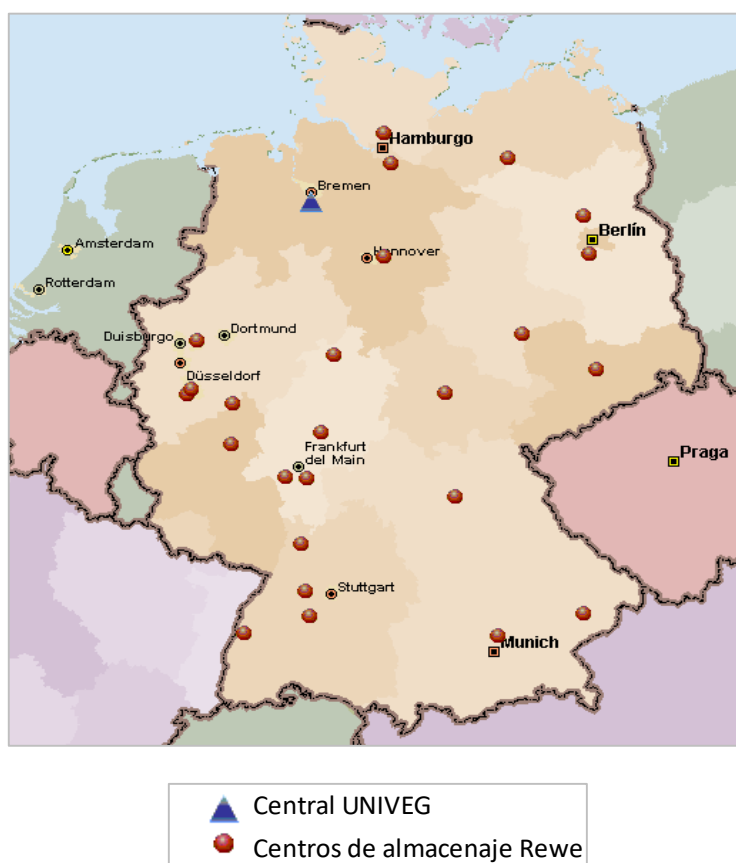 Hamburgo
Bremen
Berlín
Amsterdam
Hannover
Rotterdam
Duisburgo
Dortmund
Düsseldorf
Frankfurt
del Main
Praga
Stuttgart
Munich
Central UNIVEG
Centros de almacenaje Rewe